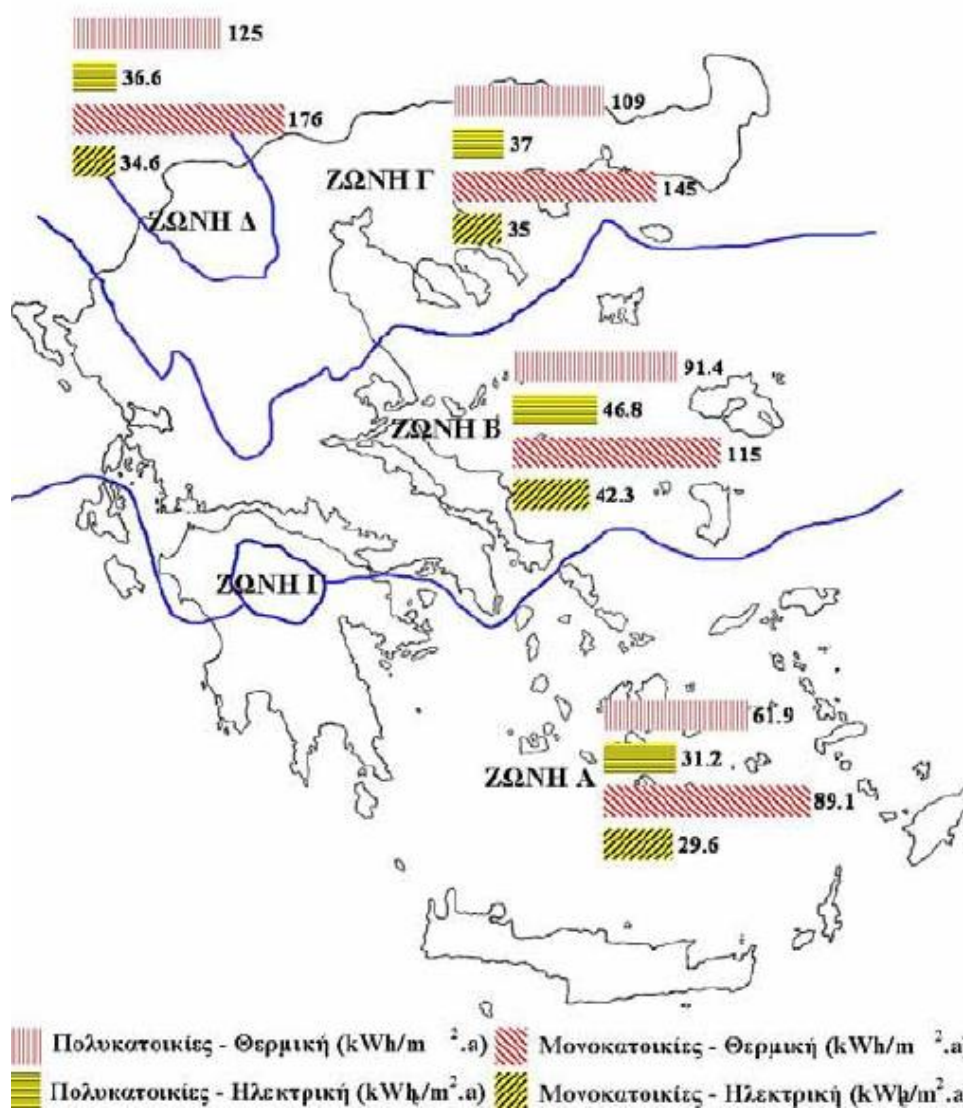 125
36.6
176
34.6
ΖΩΝΗ Δ
109
37
ΖΩΝΗ Γ
145
35
91.4
46.8
ΖΩΝΗ Β
115
42.3
ΖΩΝΗ Γ
61.9
31.2
ΖΩΝΗ Α
89.1
29.6
Πολυκατοικίες - Θερμική (kWh/m ².a)
Μονοκατοικίες - Θερμική (kWh/m ².a)
Πολυκατοικίες - Ηλεκτρική (kWh/m².a)
Μονοκατοικίες - Ηλεκτρική (kWh/m².a)